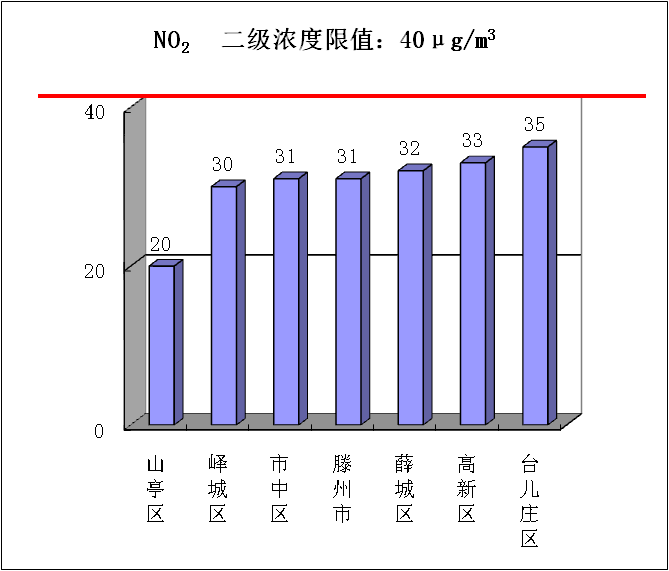 NO₂ 二级浓度限值：40μg/m³
40
20
0
20
30
31
31
32
33
35
山亭区
峄城区
市中区
滕州市
薛城区
高新区
台儿庄区